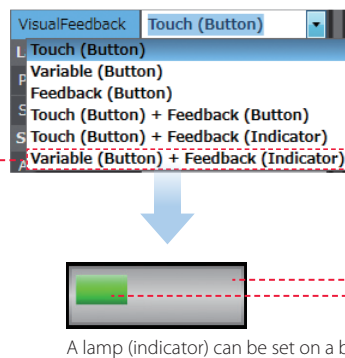 VisualFeedback Touch (Button)
L Touch (Button)
P Variable (Button)
Feedback (Button)
S Touch (Button) + Feedback (Button)
S Touch (Button) + Feedback (Indicator)
A Variable (Button) + Feedback (Indicator)
A lamp (indicator) can be set on a b